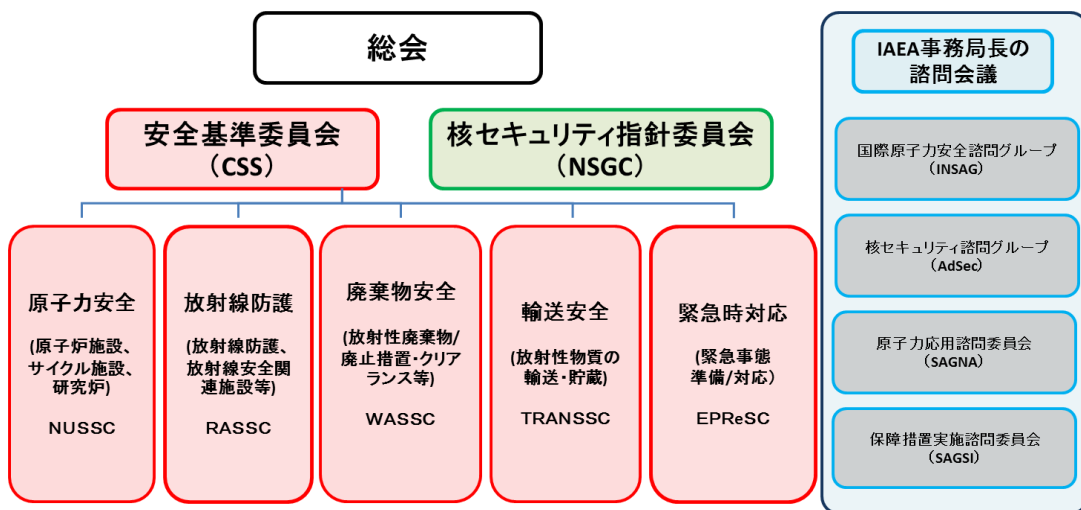 総会
安全基準委員会
（CSS）
核セキュリティ指針委員会
（NSGC）
原子力安全
(原子炉施設、
サイクル施設、
研究炉)
NUSSC
放射線防護
(放射線防護、
放射線安全関
連施設等)
RASSC
廃棄物安全
(放射性廃棄物/
廃止措置・クリア
ランス等)
WASSC
輸送安全
(放射性物質の
輸送・貯蔵)
TRANSSC
緊急時対応
(緊急事態
準備/対応）
EPReSC
IAEA事務局長の
諮問会議
国際原子力安全諮問グループ
(INSAG)
核セキュリティ諮問グループ
(AdSec)
原子力応用諮問委員会
(SAGNA)
保障措置実施諮問委員会
(SAGSI)